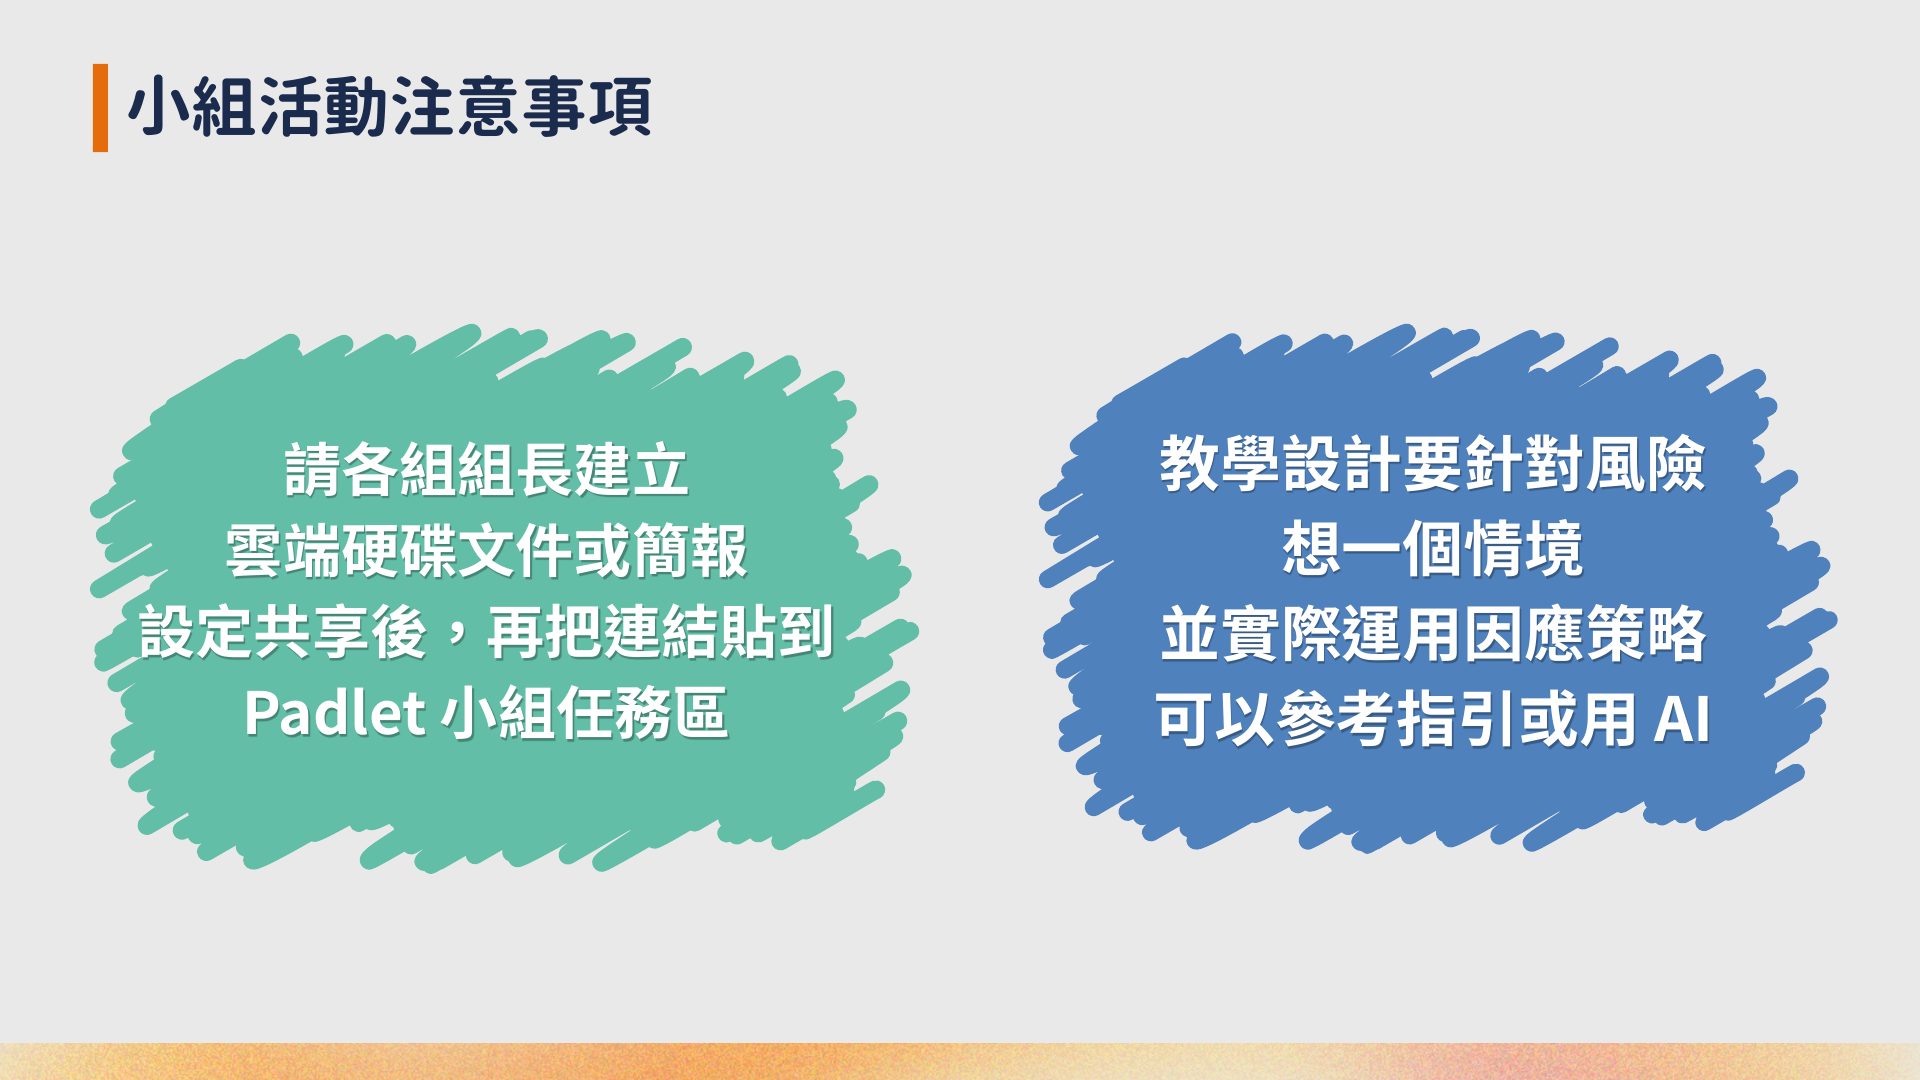 小組活動注意事項
請各組組長建立
雲端硬碟文件或簡報
設定共享後，再把連結貼到
Padlet 小組任務區
教學設計要針對風險
想一個情境
並實際運用因應策略
可以參考指引或用 AI